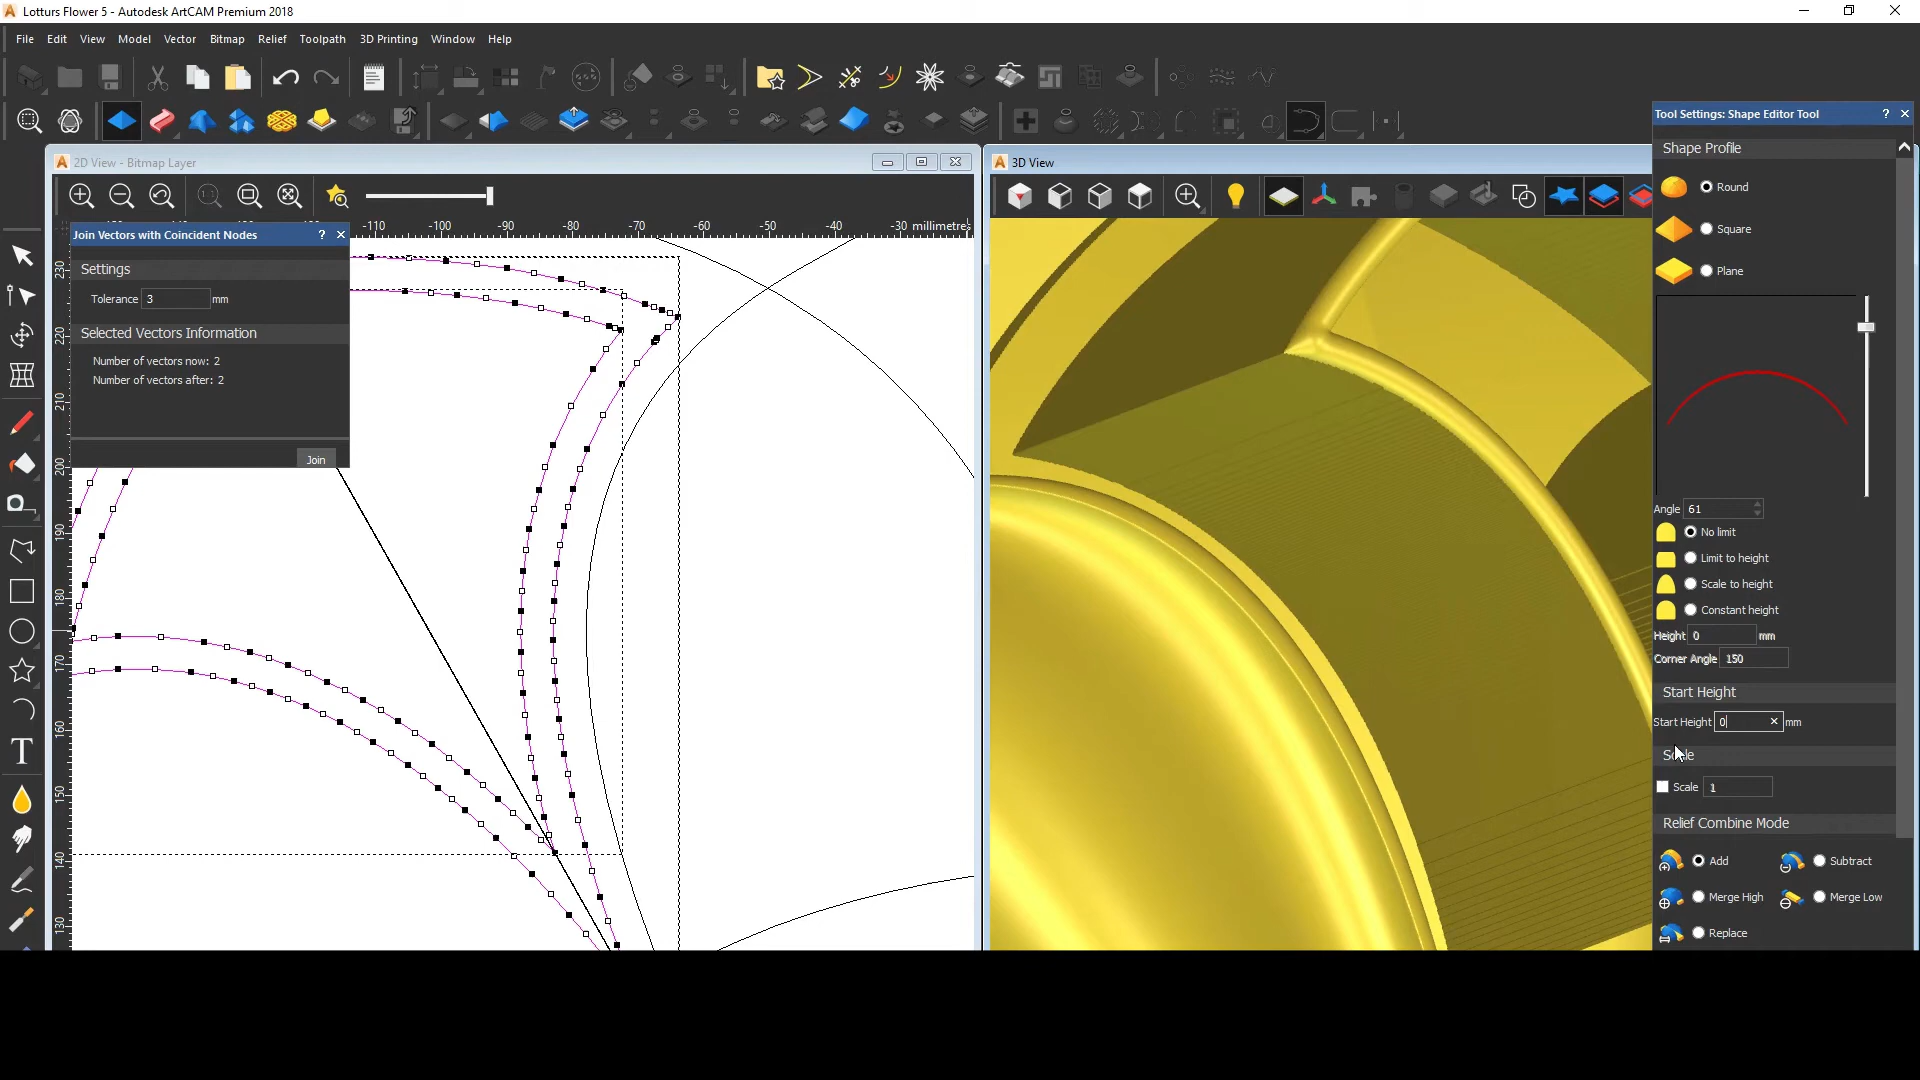 Lotturs Flower 5 - Autodesk ArtCAM Premium 2018
File Edit View Model Vector Bitmap Relief Toolpath 3D Printing Window Help
Tool Settings: Shape Editor Tool ?
2D View - Bitmap Layer
3D View
Shape Profile
Round
Square
Plane
-110 -100 -90 -80 -70 -60 -50 -40 -30 millimetres
Join Vectors with Coincident Nodes ?
Settings
Tolerance 3 mm
Selected Vectors Information
Number of vectors now: 2
Number of vectors after: 2
Join
230
220
210
200
190
180
170
160
150
140
130
Angle 61
No limit
Limit to height
Scale to height
Constant height
Height 0 mm
Corner Angle 150
Start Height
Start Height 0 mm
Scale
Scale 1
Relief Combine Mode
Add Subtract
Merge High Merge Low
Replace